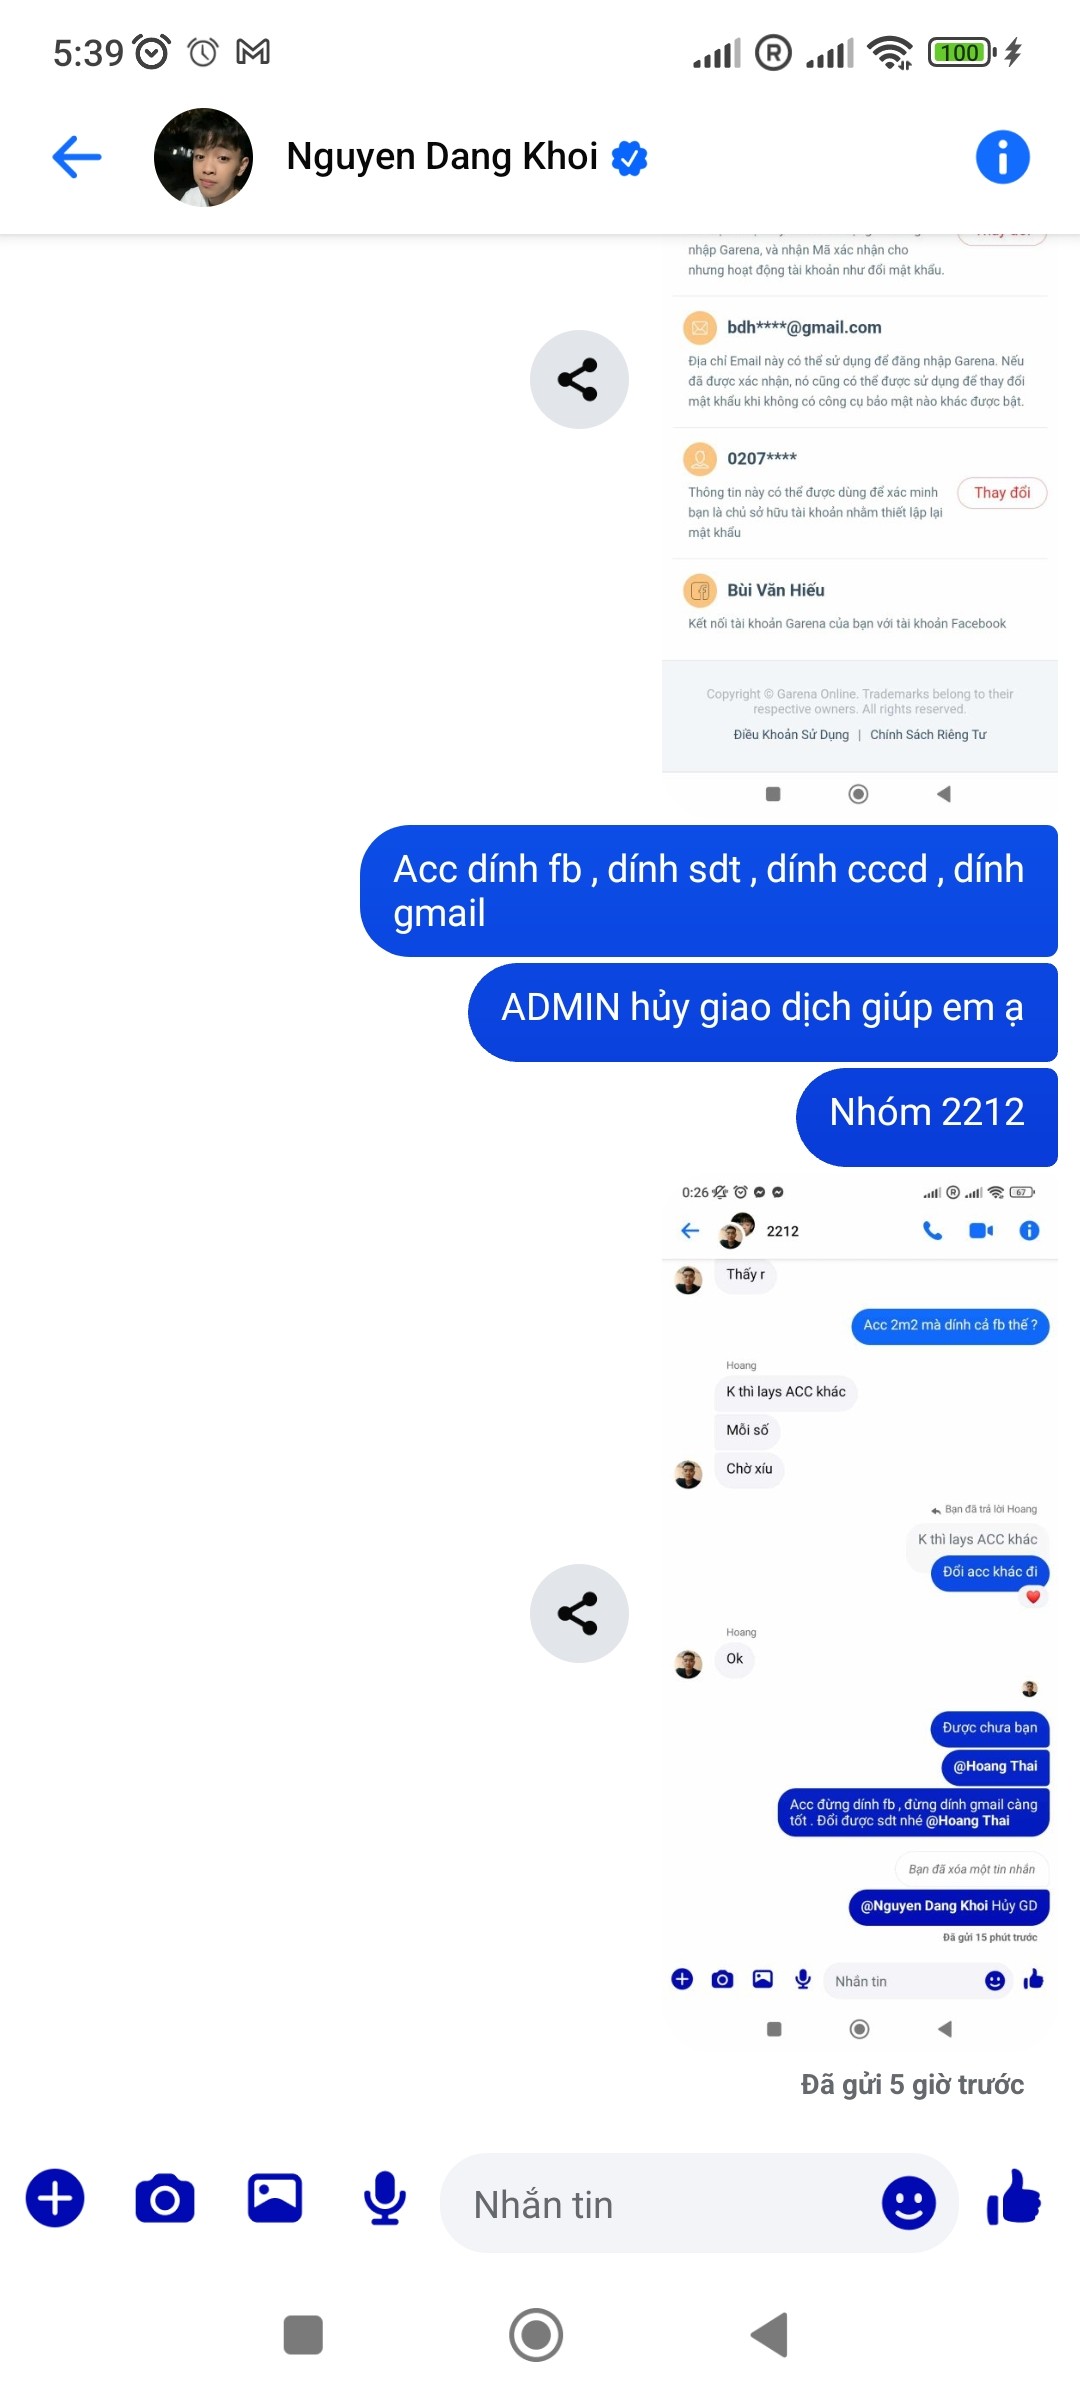 5:39
100
Nguyen Dang Khoi
nhập Garena, và nhận Mã xác nhận cho
nhưng hoạt động tài khoản như đổi mật khẩu.
bdh****@gmail.com
Địa chỉ Email này có thể sử dụng để đăng nhập Garena. Nếu
đã được xác nhận, nó cũng có thể được sử dụng để thay đổi
mật khẩu khi không có công cụ bảo mật nào khác được bật.
0207****
Thông tin này có thể được dùng để xác minh
bạn là chủ sở hữu tài khoản nhằm thiết lập lại
mật khẩu
Thay đổi
Bùi Văn Hiếu
Kết nối tài khoản Garena của bạn với tài khoản Facebook
Copyright © Garena Online. Trademarks belong to their
respective owners. All rights reserved.
Điều Khoản Sử Dụng | Chính Sách Riêng Tư
Acc dính fb , dính sdt , dính cccd , dính
gmail
ADMIN hủy giao dịch giúp em ạ
Nhóm 2212
0:26
67
2212
Thấy r
Acc 2m2 mà dính cả fb thế ?
Hoang
K thì lays ACC khác
Mỗi số
Chờ xíu
Bạn đã trả lời Hoang
K thì lays ACC khác
Đổi acc khác đi
Hoang
Ok
Được chưa bạn
@Hoang Thai
Acc đừng dính fb , đừng dính gmail càng
tốt . Đổi được sdt nhé @Hoang Thai
Bạn đã xóa một tin nhắn
@Nguyen Dang Khoi Hủy GD
Đã gửi 15 phút trước
Nhắn tin
Đã gửi 5 giờ trước
Nhắn tin